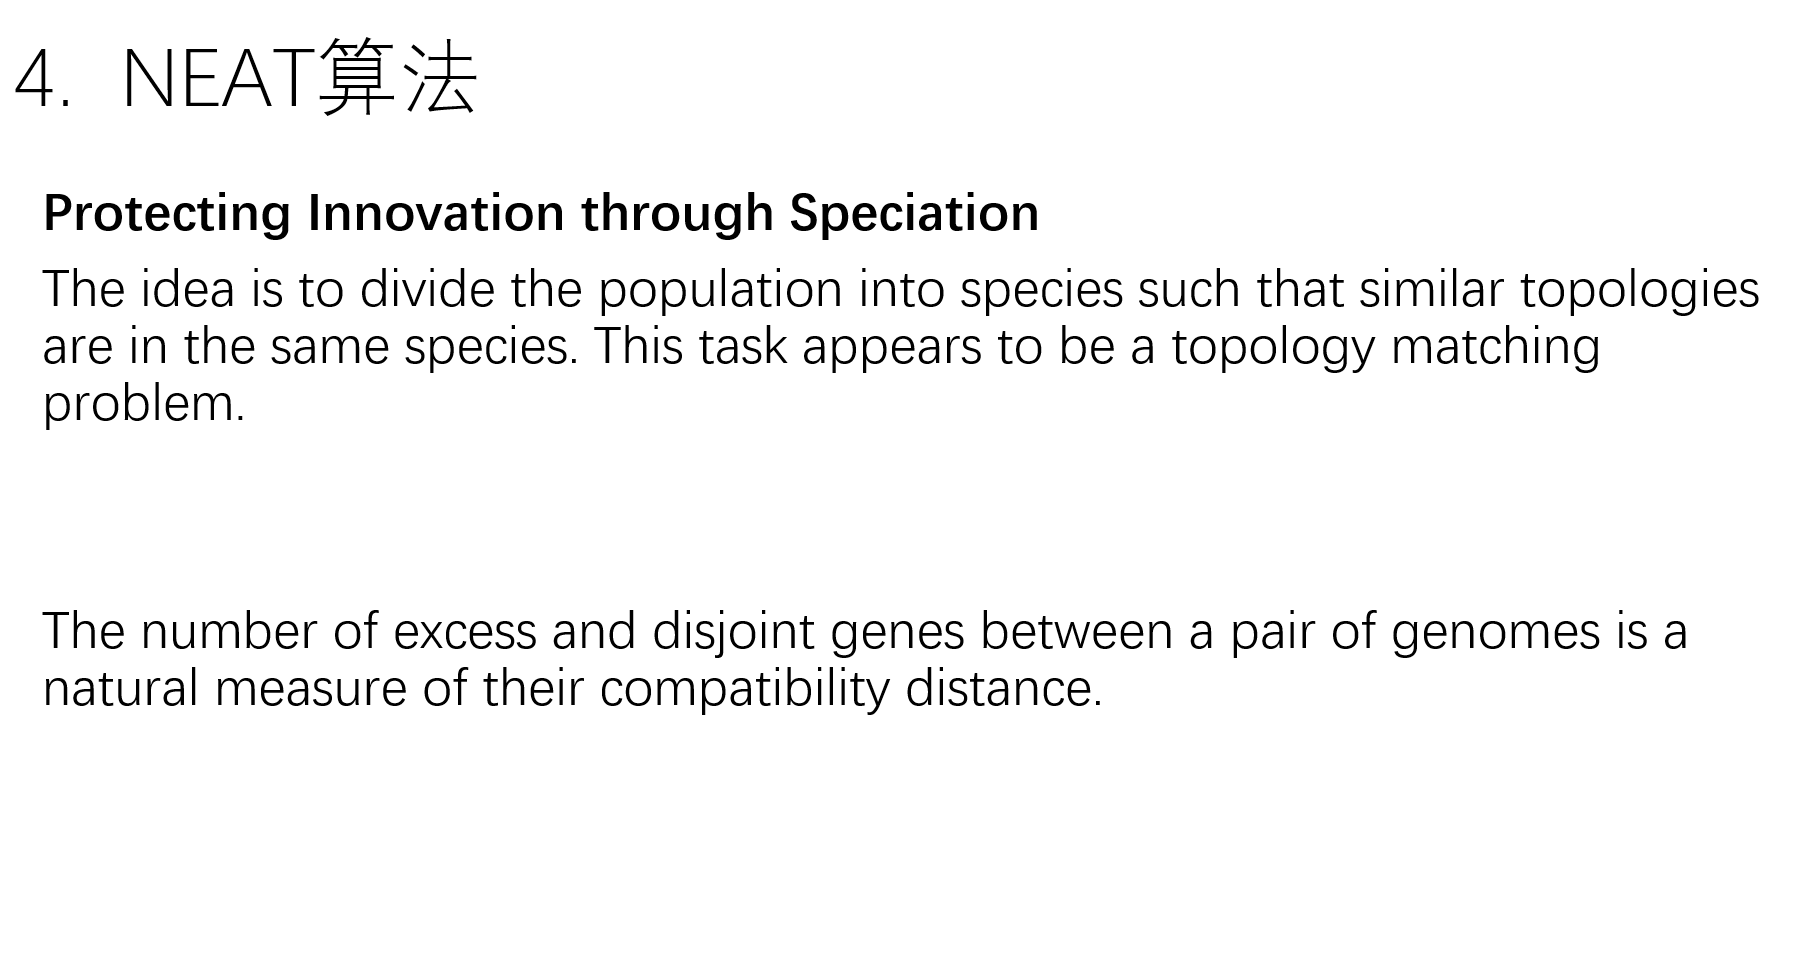 4. NEAT算法
Protecting Innovation through Speciation
The idea is to divide the population into species such that similar topologies
are in the same species. This task appears to be a topology matching
problem.
The number of excess and disjoint genes between a pair of genomes is a
natural measure of their compatibility distance.